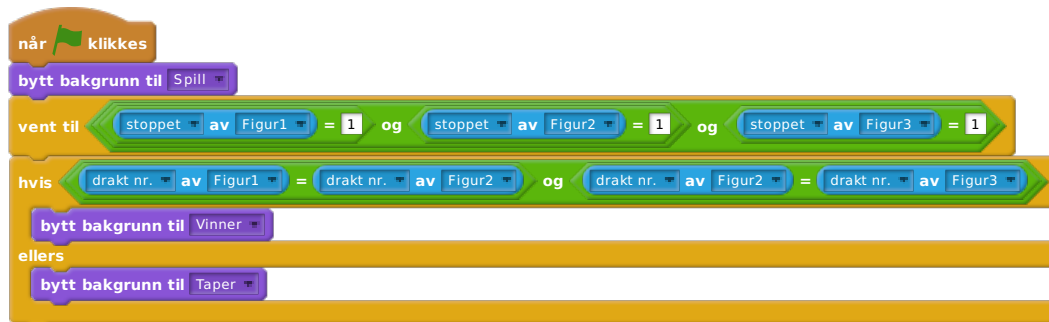 når klikkes
bytt bakgrunn til Spill
vent til stoppet av Figur1 = 1 og stoppet av Figur2 = 1 og stoppet av Figur3 = 1
hvis drakt nr. av Figur1 = drakt nr. av Figur2 og drakt nr. av Figur2 = drakt nr. av Figur3
bytt bakgrunn til Vinner
ellers
bytt bakgrunn til Taper